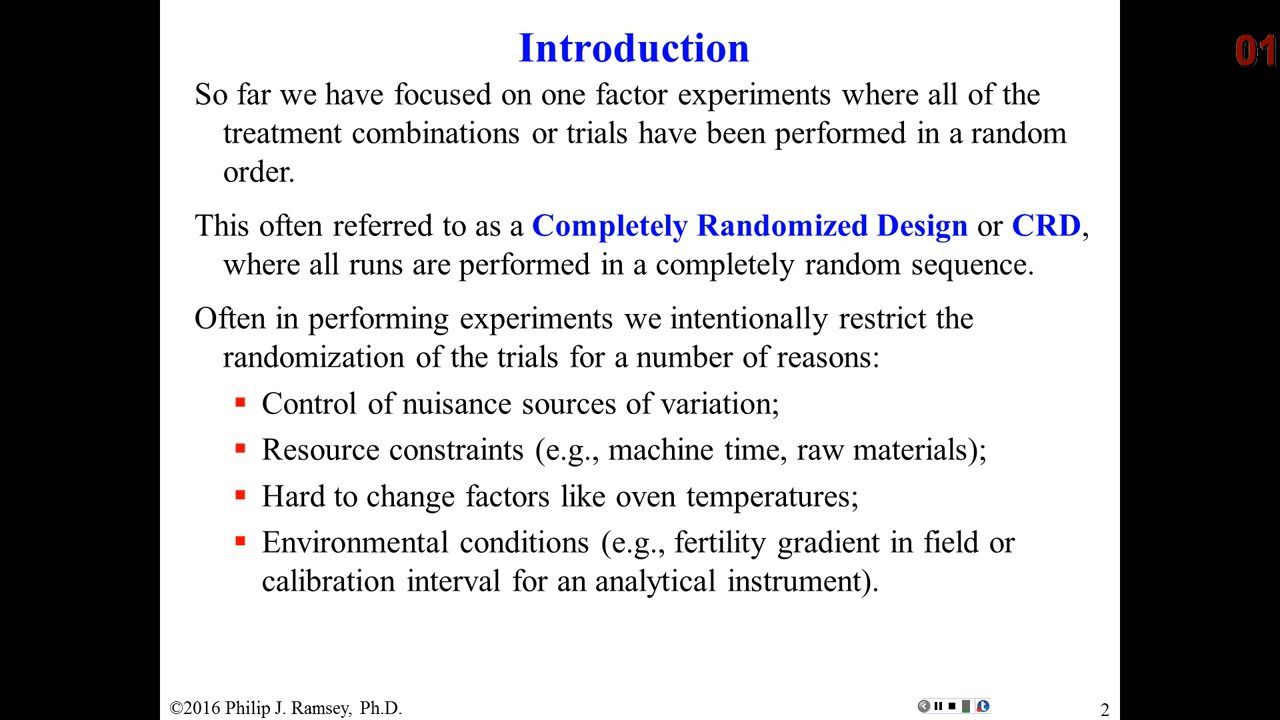 Introduction
01
So far we have focused on one factor experiments where all of the
treatment combinations or trials have been performed in a random
order.
This often referred to as a Completely Randomized Design or CRD,
where all runs are performed in a completely random sequence.
Often in performing experiments we intentionally restrict the
randomization of the trials for a number of reasons:
▪ Control of nuisance sources of variation;
▪ Resource constraints (e.g., machine time, raw materials);
▪ Hard to change factors like oven temperatures;
▪ Environmental conditions (e.g., fertility gradient in field or
calibration interval for an analytical instrument).
©2016 Philip J. Ramsey, Ph.D.
2